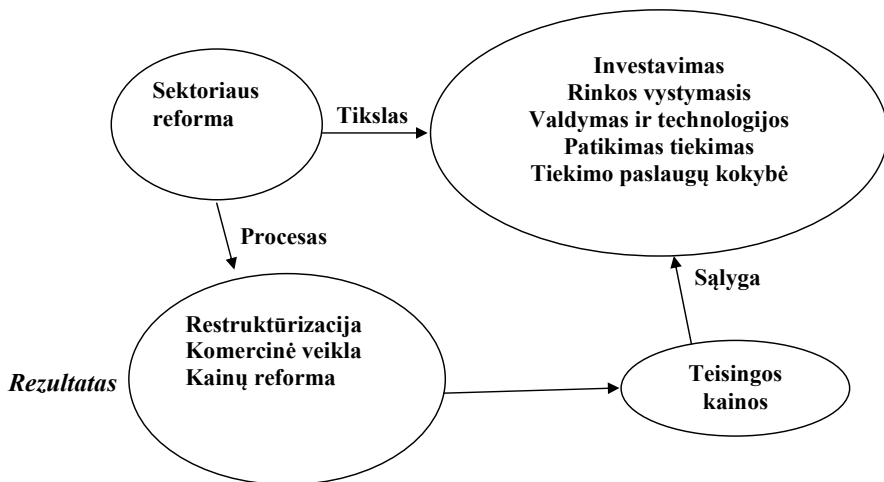 Sektoriaus
reforma
Tikslas
Investavimas
Rinkos vystymasis
Valdymas ir technologijos
Patikimas tiekimas
Tiekimo paslaugų kokybė
Procesas
Sąlyga
Rezultatas
Restruktūrizacija
Komercinė veikla
Kainų reforma
Teisingos
kainos